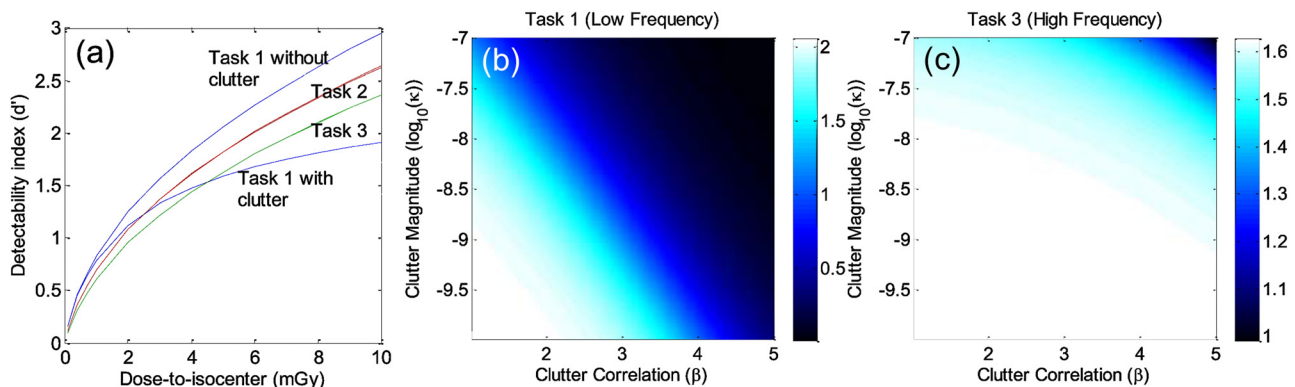 (a)
3
2.5
2
1.5
1
0.5
0
Detectability index (d')
Task 1 without
clutter
Task 2
Task 3
Task 1 with
clutter
0 2 4 6 8 10
Dose-to-isocenter (mGy)
Task 1 (Low Frequency)
(b)
-7
-7.5
-8
-8.5
-9
-9.5
Clutter Magnitude (log10(κ))
2 3 4 5
Clutter Correlation (β)
2
1.5
1
0.5
Task 3 (High Frequency)
(c)
-7
-7.5
-8
-8.5
-9
-9.5
Clutter Magnitude (log10(κ))
2 3 4 5
Clutter Correlation (β)
1.6
1.5
1.4
1.3
1.2
1.1
1